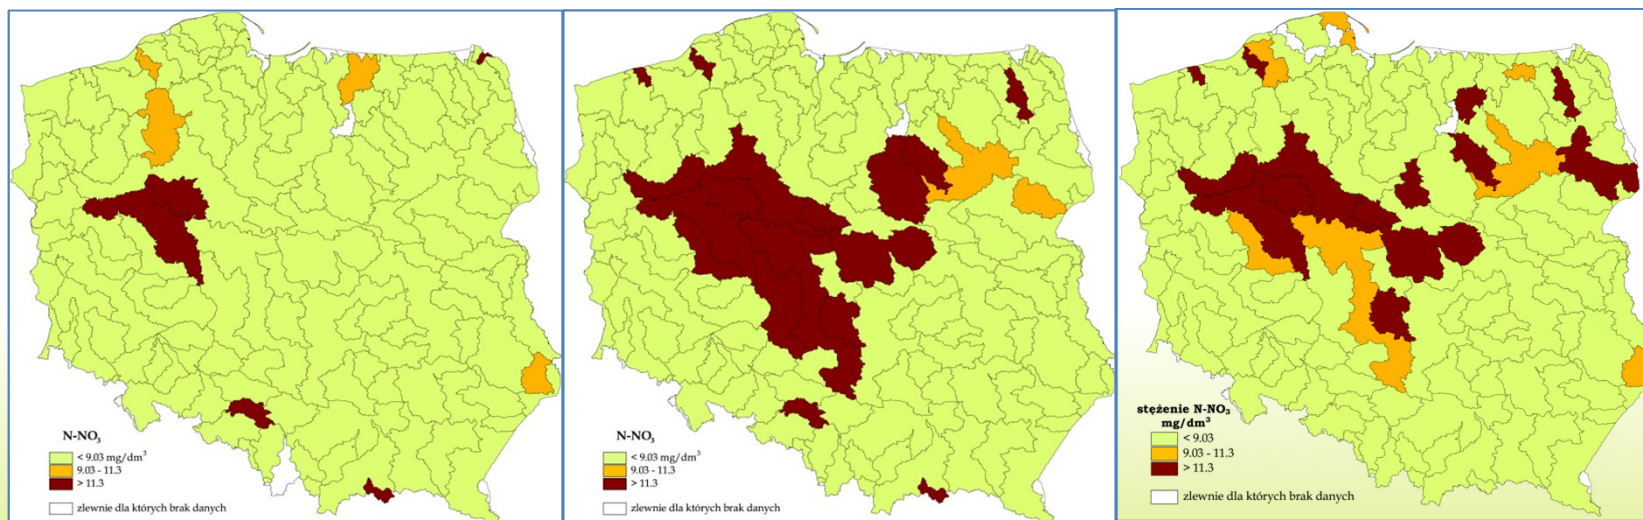 N-NO₃
< 9.03 mg/dm³
9.03 - 11.3
> 11.3
zlewnie dla których brak danych
N-NO₃
< 9.03 mg/dm³
9.03 - 11.3
> 11.3
zlewnie dla których brak danych
stężenie N-NO₃
mg/dm³
< 9.03
9.03 - 11.3
> 11.3
zlewnie dla których brak danych